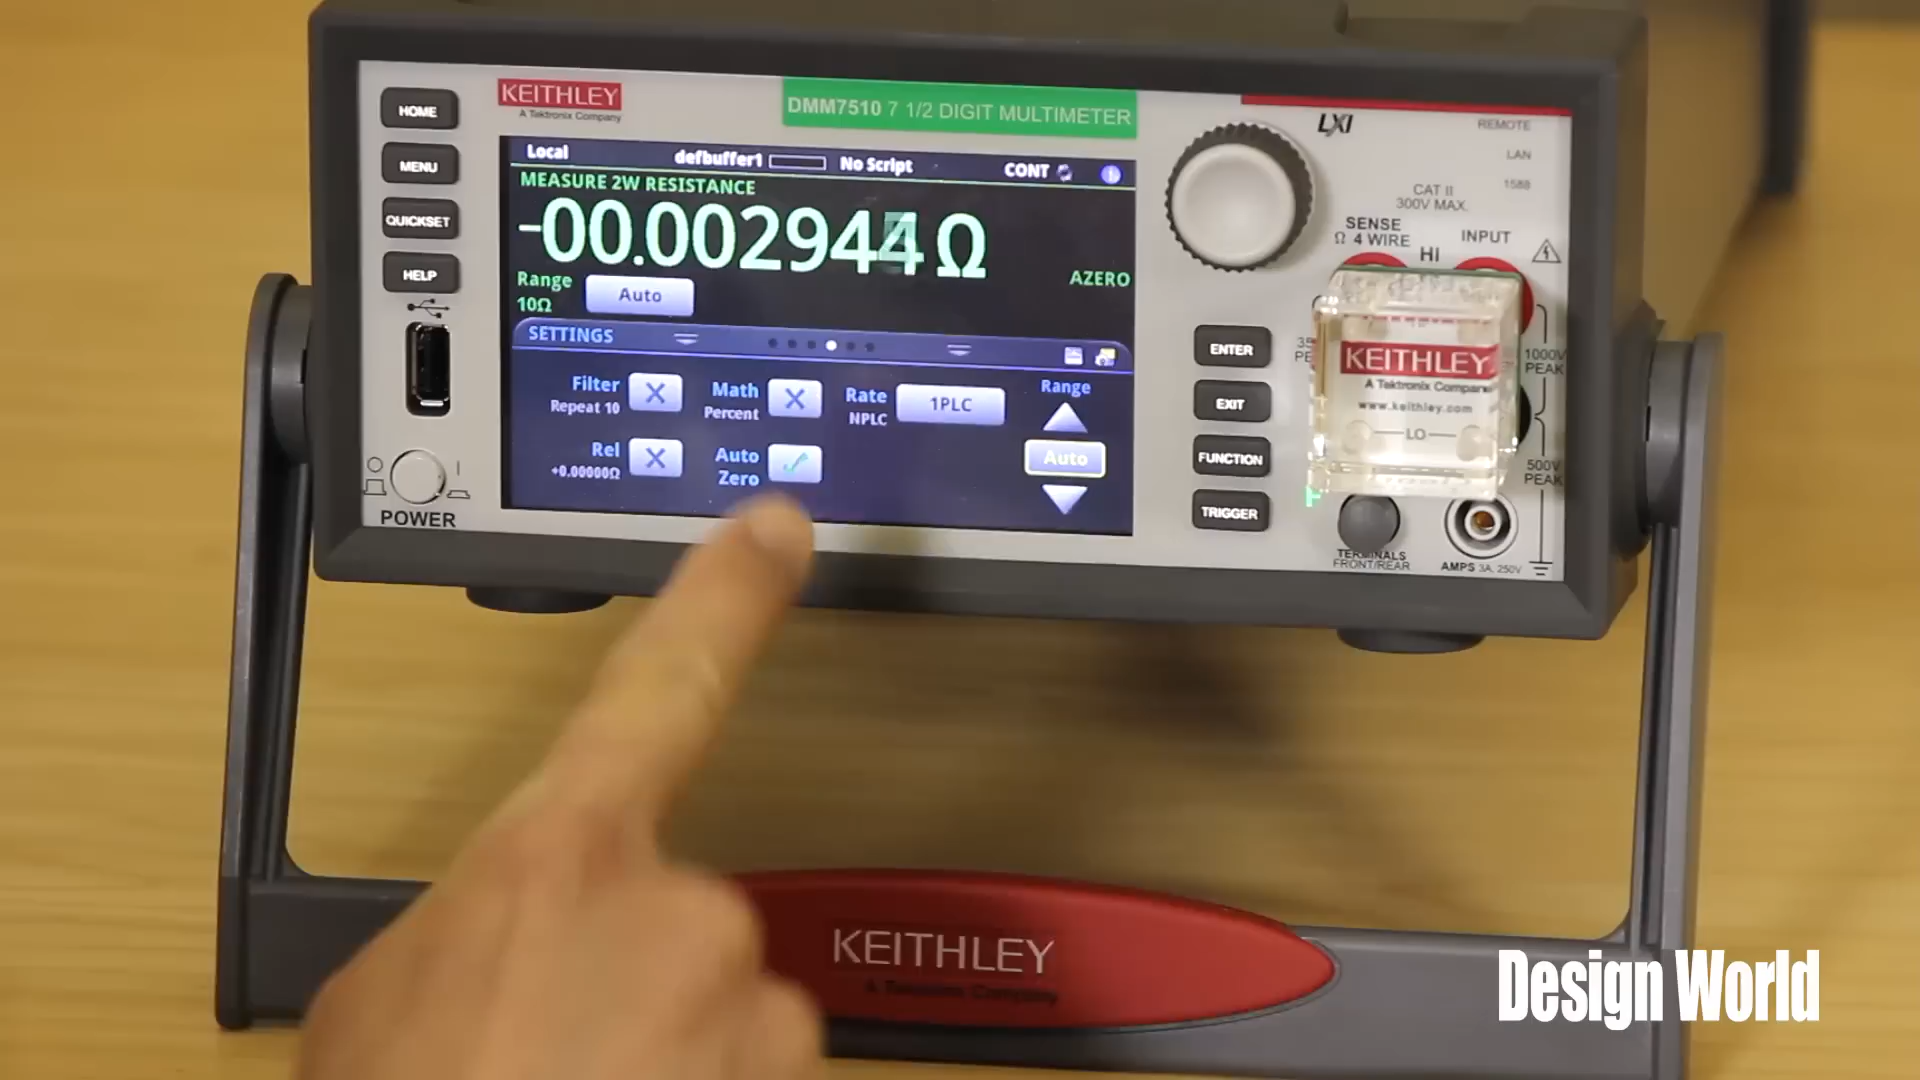 HOME
MENU
QUICKSET
HELP
POWER
KEITHLEY
A Tektronix Company
DMM7510 7 1/2 DIGIT MULTIMETER
Local
defbuffer1
No Script
CONT
MEASURE 2W RESISTANCE
Ω
AZERO
Range
10Ω
Auto
SETTINGS
Filter
Repeat 10
Math
Percent
Rate
NPLC
1PLC
Range
Rel
+0.00000Ω
Auto
Zero
Auto
ENTER
EXIT
FUNCTION
TRIGGER
LXI
REMOTE
LAN
1588
CAT II
300V MAX.
SENSE
Ω 4 WIRE
INPUT
HI
KEITHLEY
A Tektronix Company
www.keithley.com
LO
1000V
PEAK
500V
PEAK
TERMINALS
FRONT/REAR
AMPS 3A, 250V
KEITHLEY
A Tektronix Company
Design World